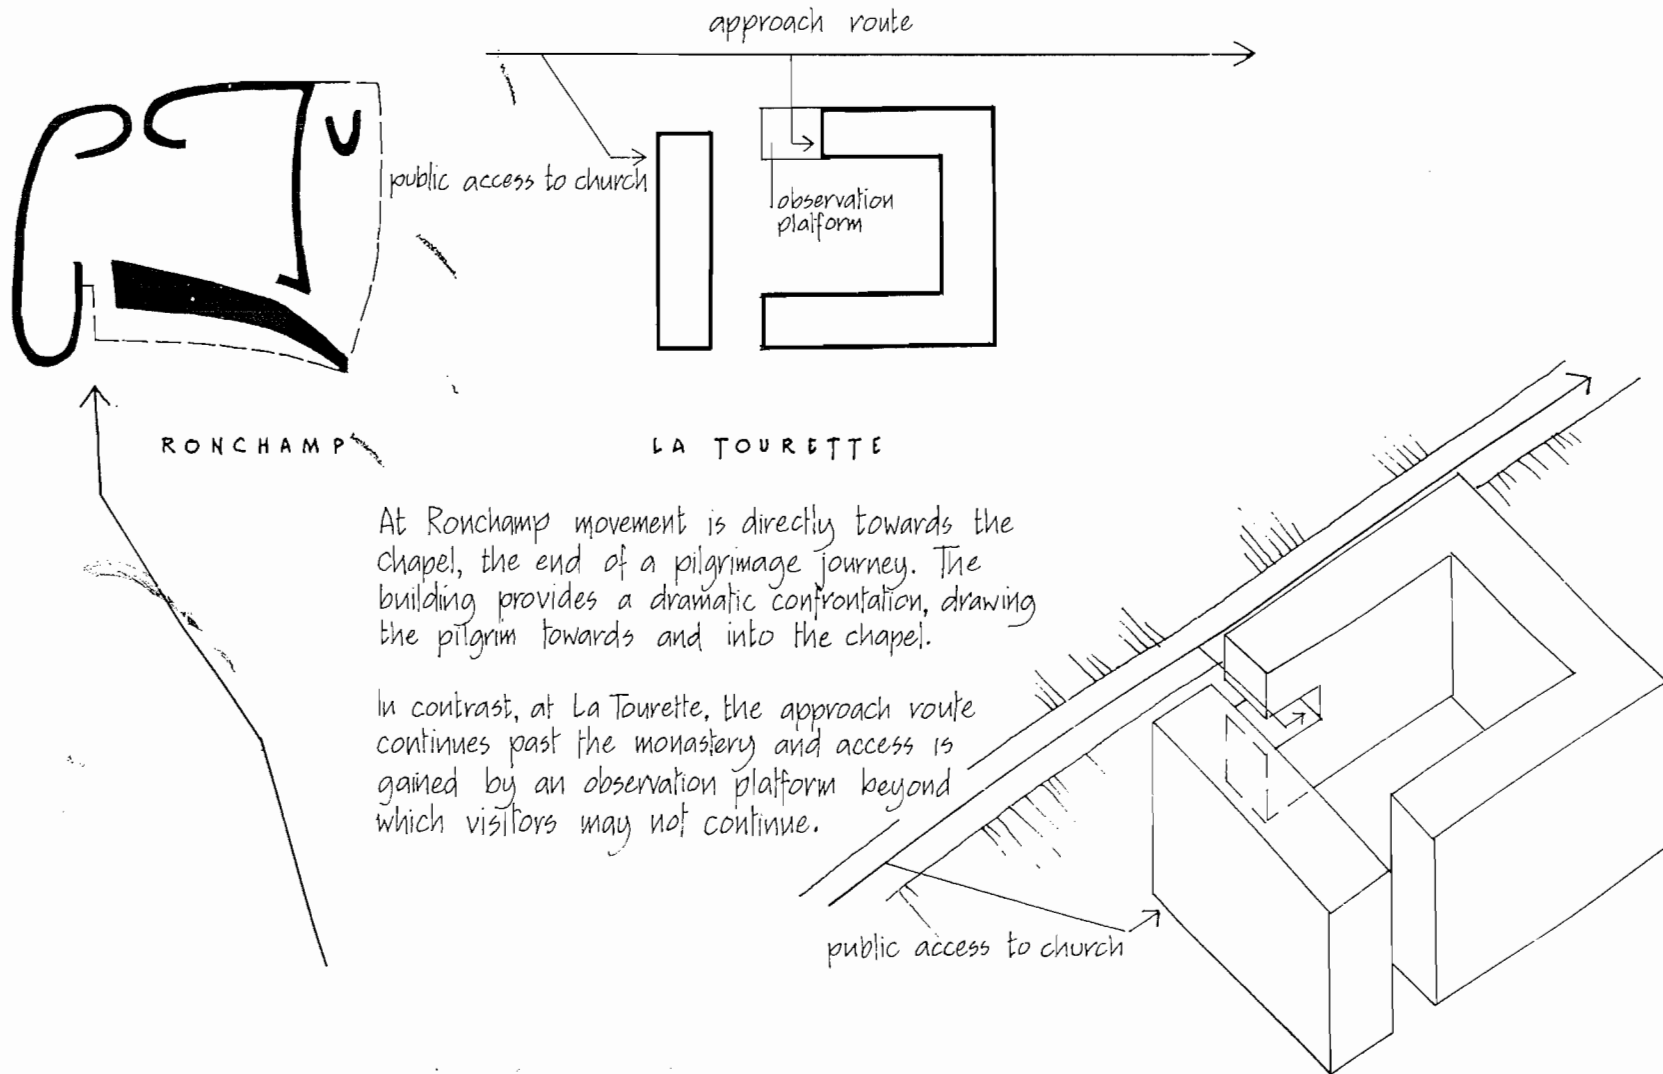 approach route
public access to church
observation
platform
RONCHAMP
LA TOURETTE
At Ronchamp movement is directly towards the
chapel, the end of a pilgrimage journey. The
building provides a dramatic confrontation, drawing
the pilgrim towards and into the chapel.
In contrast, at La Tourette, the approach route
continues past the monastery and access is
gained by an observation platform beyond
which visitors may not continue.
public access to church